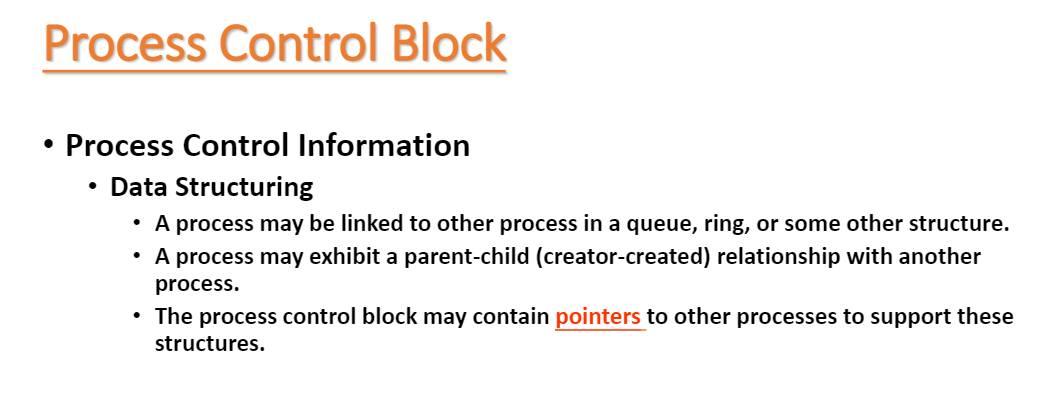 Process Control Block
• Process Control Information
• Data Structuring
• A process may be linked to other process in a queue, ring, or some other structure.
• A process may exhibit a parent-child (creator-created) relationship with another
process.
• The process control block may contain pointers to other processes to support these
structures.